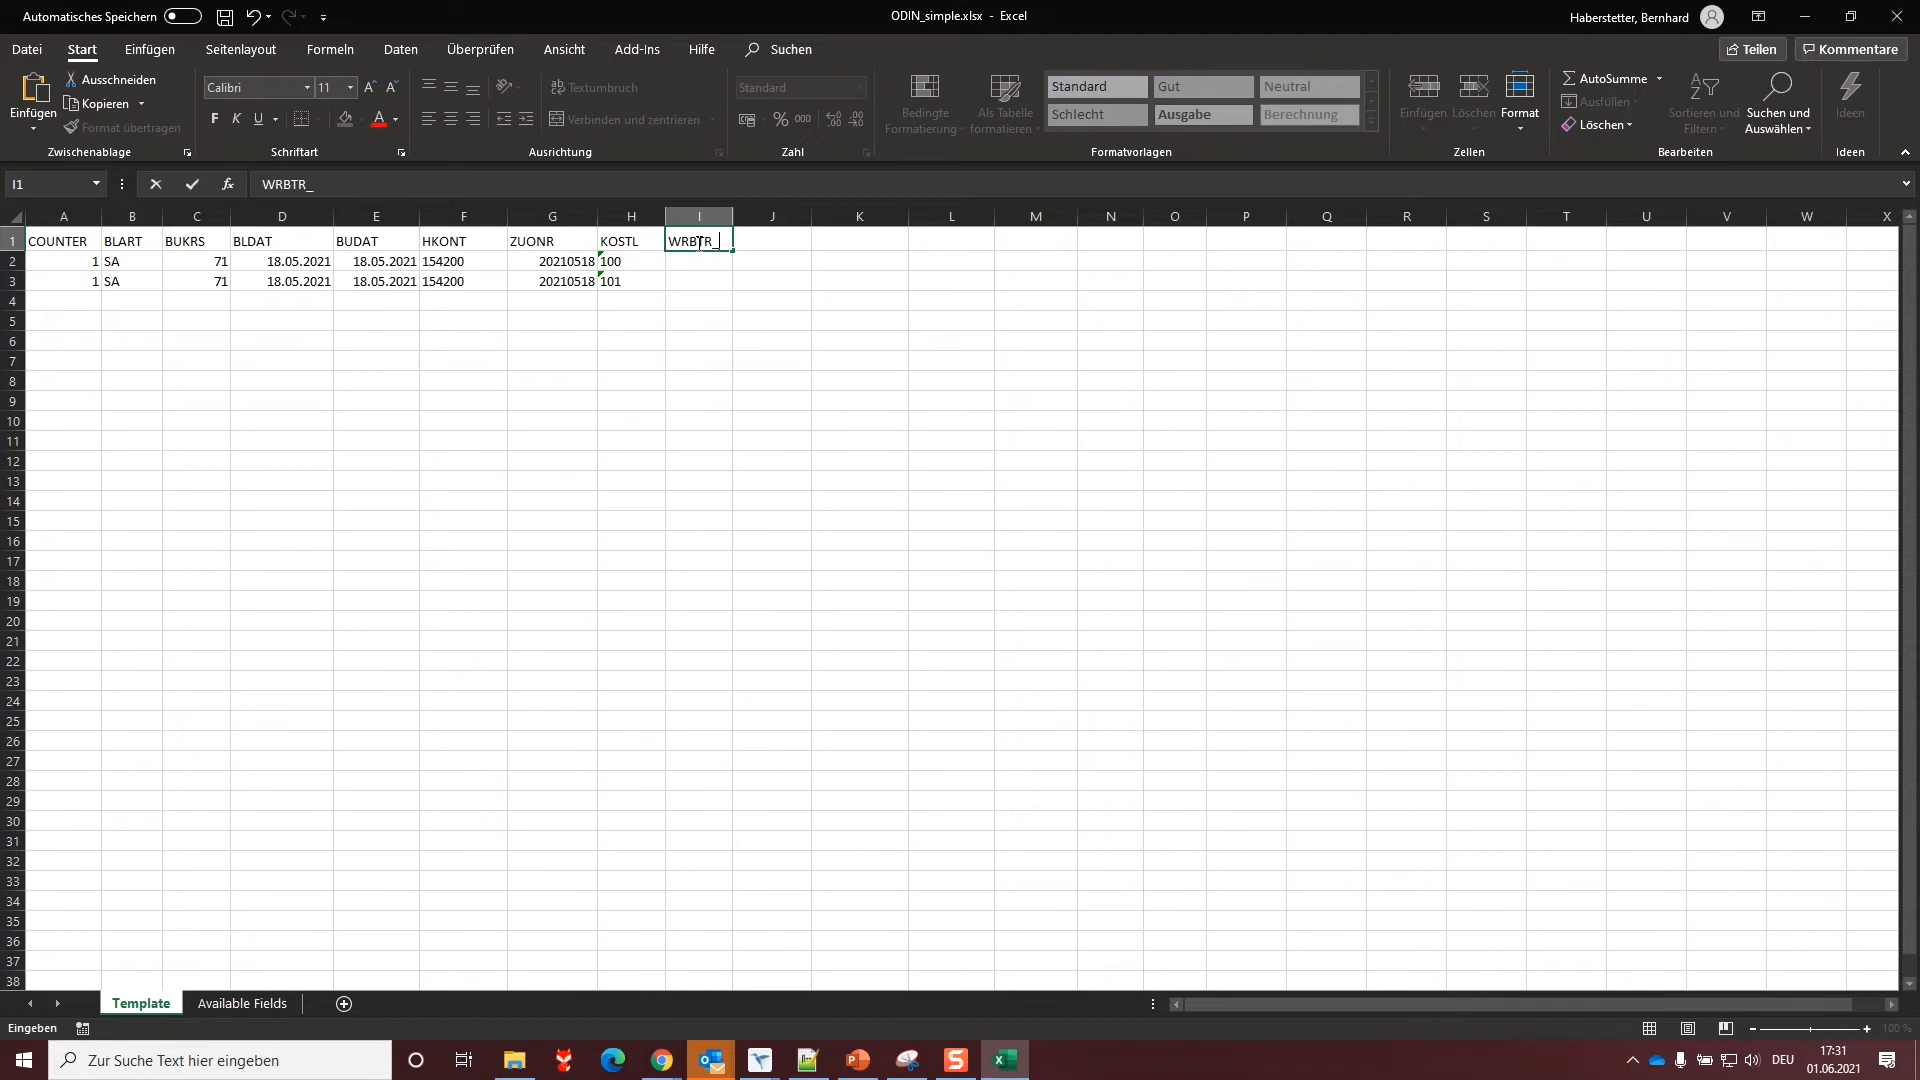 Automatisches Speichern
ODIN_simple.xlsx - Excel
Haberstetter, Bernhard
Datei Start Einfügen Seitenlayout Formeln Daten Überprüfen Ansicht Add-Ins Hilfe Suchen Teilen Kommentare
Einfügen
Ausschneiden
Kopieren
Format übertragen
Zwischenablage
Calibri 11
F K U
Schriftart
Textumbruch
Verbinden und zentrieren
Ausrichtung
Standard
% 000
Zahl
Bedingte Formatierung
Als Tabelle formatieren
Standard Gut Neutral
Schlecht Ausgabe Berechnung
Formatvorlagen
Einfügen Löschen Format
Zellen
AutoSumme
Ausfüllen
Löschen
Sortieren und Filtern
Suchen und Auswählen
Bearbeiten
Ideen
Ideen
I1 fx WRBTR_
A B C D E F G H I J K L M N O P Q R S T U V W X
1 COUNTER BLART BUKRS BLDAT BUDAT HKONT ZUONR KOSTL WRBTR_
2 1 SA 71 18.05.2021 18.05.2021 154200 20210518 100
3 1 SA 71 18.05.2021 18.05.2021 154200 20210518 101
4
5
6
7
8
9
10
11
12
13
14
15
16
17
18
19
20
21
22
23
24
25
26
27
28
29
30
31
32
33
34
35
36
37
38
Template Available Fields
Eingeben
100 %
Zur Suche Text hier eingeben
DEU
17:31
01.06.2021